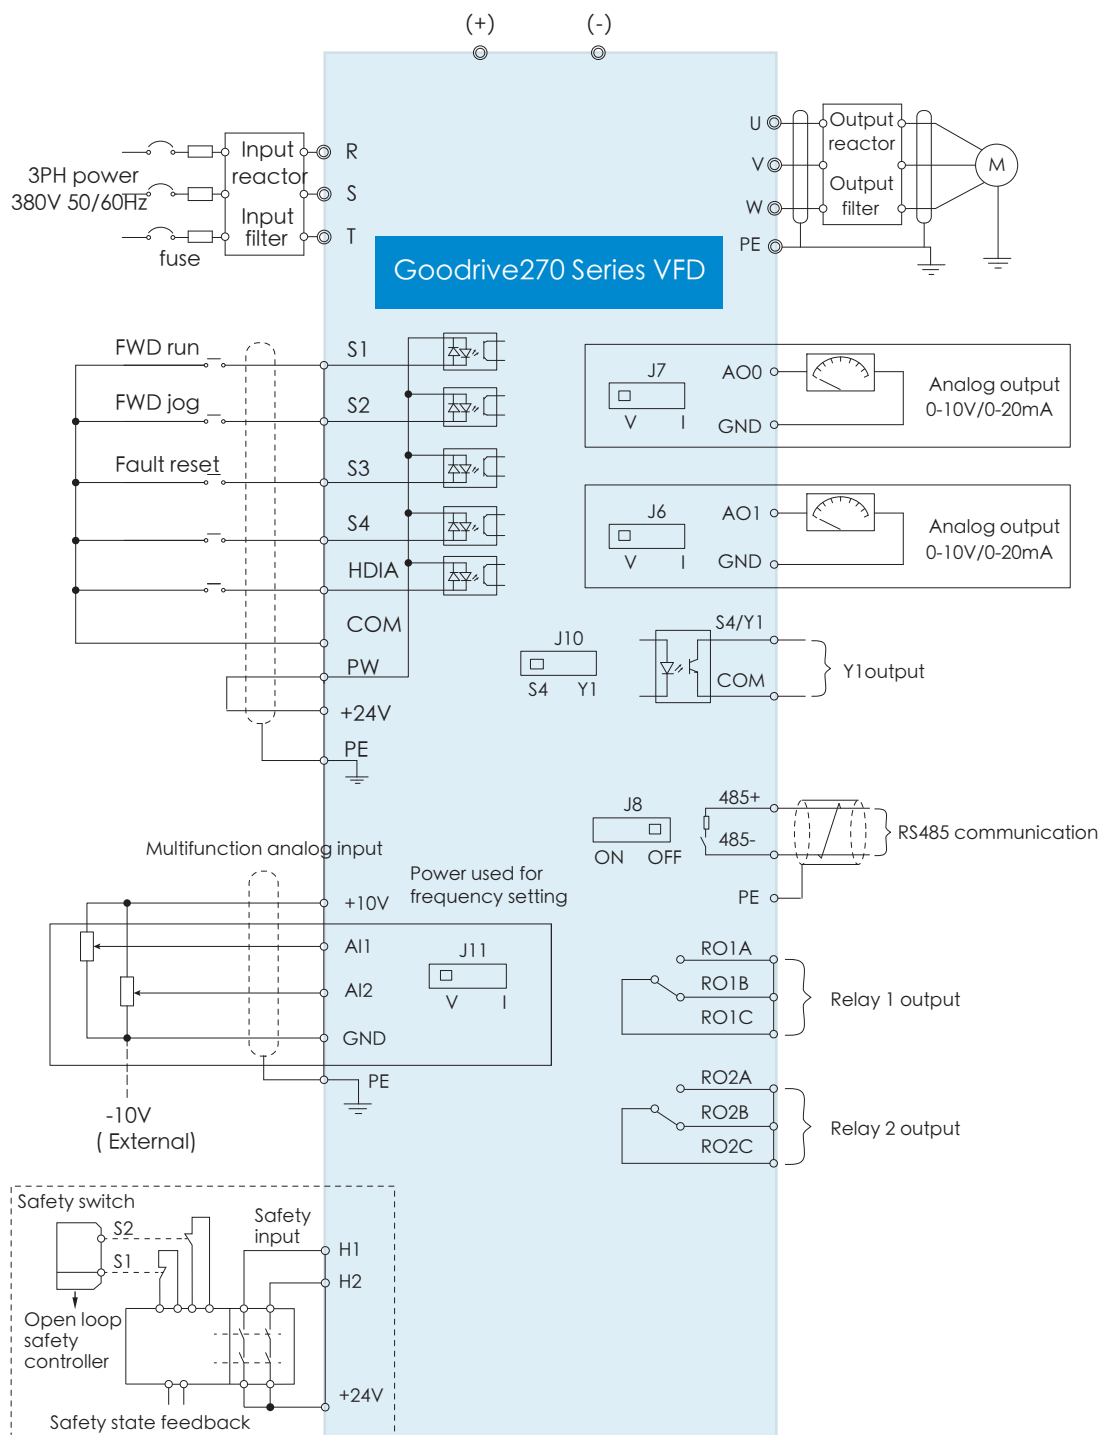 (+)
(-)
3PH power
380V 50/60Hz
fuse
Input
reactor
Input
filter
R
S
T
U
V
W
PE
Output
reactor
Output
filter
M
Goodrive270 Series VFD
FWD run
FWD jog
Fault reset
S1
S2
S3
S4
HDIA
COM
PW
+24V
PE
J7
V
I
AO0
GND
Analog output
0-10V/0-20mA
J6
V
I
AO1
GND
Analog output
0-10V/0-20mA
J10
S4
Y1
S4/Y1
COM
Y1output
J8
ON
OFF
485+
485-
PE
RS485 communication
Multifunction analog input
Power used for
frequency setting
+10V
AI1
AI2
GND
PE
J11
V
I
-10V
( External)
RO1A
RO1B
RO1C
Relay 1 output
RO2A
RO2B
RO2C
Relay 2 output
Safety switch
S2
S1
Safety
input
H1
H2
+24V
Open loop
safety
controller
Safety state feedback